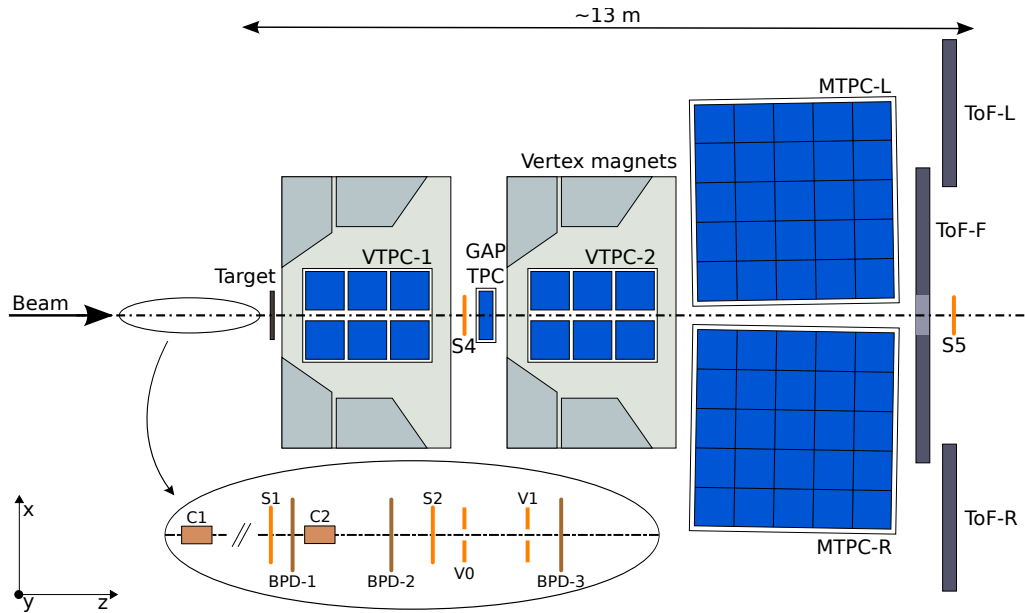 ~13 m
MTPC-L
ToF-L
Vertex magnets
ToF-F
VTPC-1
GAP
TPC
VTPC-2
Target
Beam
S4
S5
S1
S2
V1
C1
C2
x
ToF-R
MTPC-R
V0
BPD-1
BPD-2
BPD-3
y
z